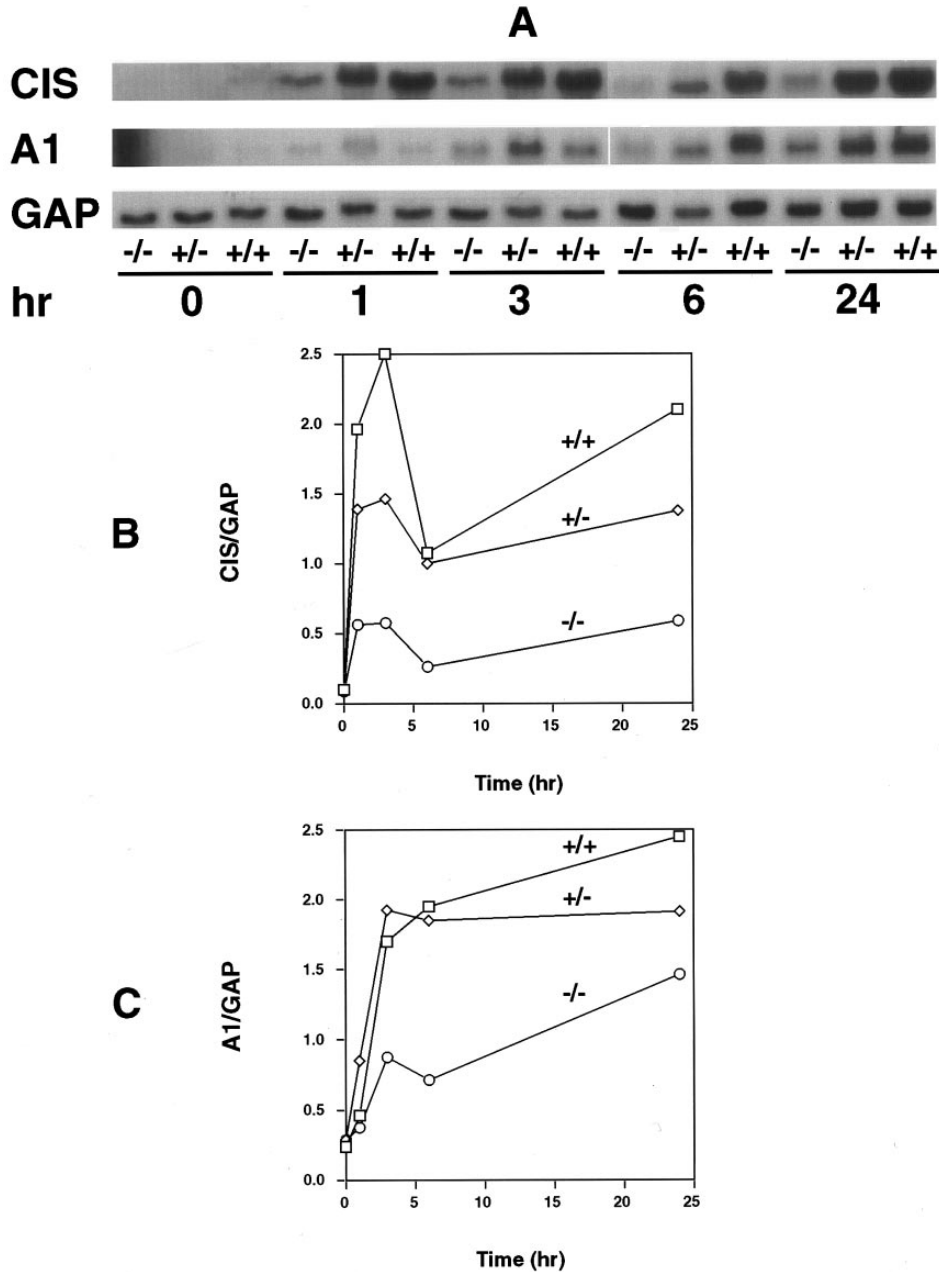 A
CIS
A1
GAP
-/- +/- +/+ -/- +/- +/+ -/- +/- +/+ -/- +/- +/+ -/- +/- +/+
hr 0 1 3 6 24
B
CIS/GAP
2.5
2.0
1.5
1.0
0.5
0.0
+/+
+/-
-/-
0 5 10 15 20 25
Time (hr)
C
A1/GAP
2.5
2.0
1.5
1.0
0.5
0.0
+/+
+/-
-/-
0 5 10 15 20 25
Time (hr)